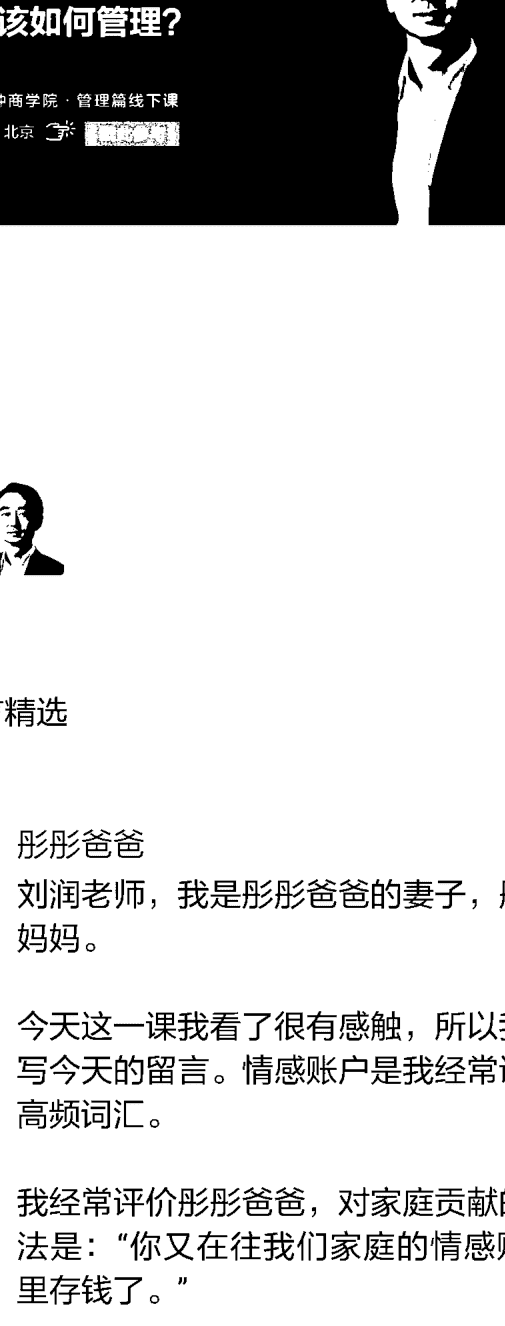 该如何管理?
商学院·管理篇线下课
北京
精选
彤彤爸爸
刘润老师，我是彤彤爸爸的妻子，
妈妈。
今天这一课我看了很有感触，所以
写今天的留言。情感账户是我经常
高频词汇。
我经常评价彤彤爸爸，对家庭贡献
法是：“你又在往我们家庭的情感
里存钱了。”